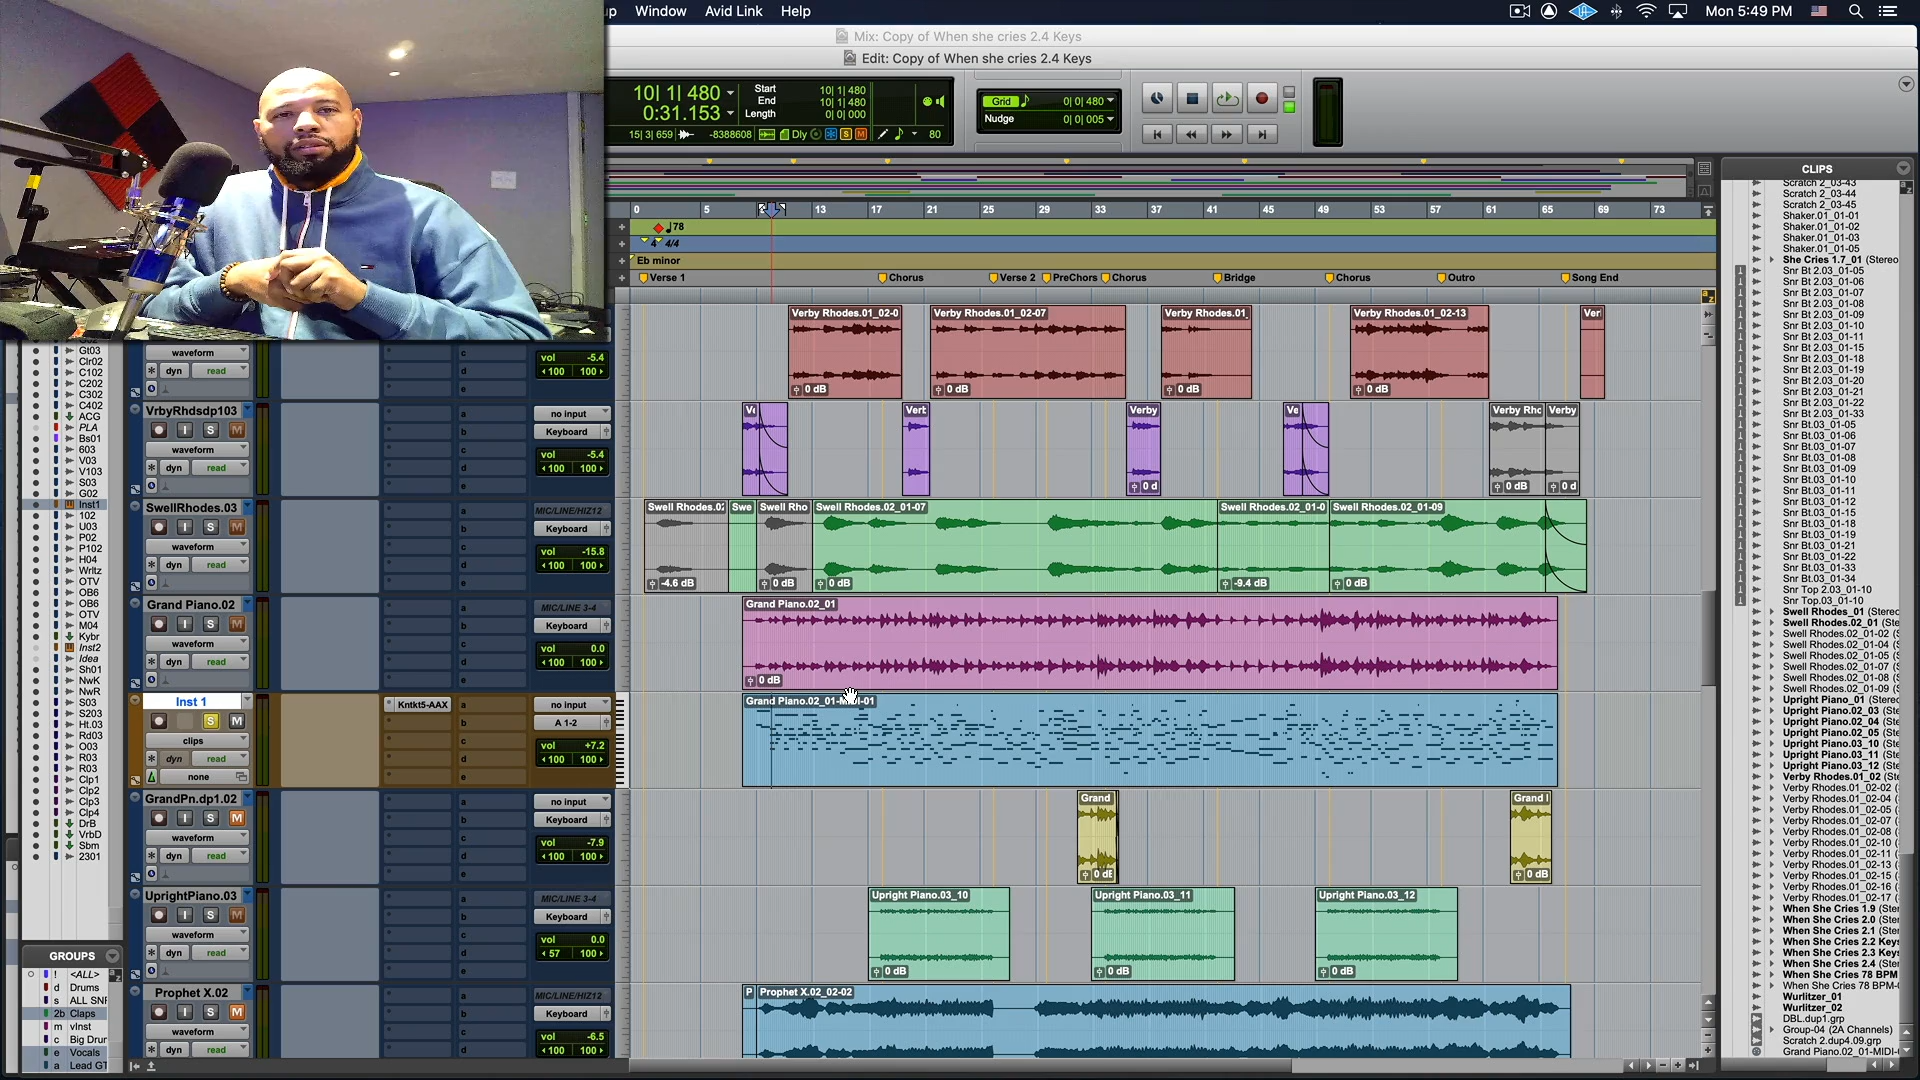 Window Avid Link Help
Mon 5:49 PM
Mix: Copy of When she cries 2.4 Keys
Edit: Copy of When she cries 2.4 Keys
10| 1| 480
0:31.153
Start 10| 1| 480
End 10| 1| 480
Length 0| 0| 000
15| 3| 659 -8388608 Dly S M 80
Grid 0| 0| 480
Nudge 0| 0| 005
0 5 13 17 21 25 29 33 37 41 45 49 53 57 61 65 69 73
78
4/4
Eb minor
Verse 1 Chorus Verse 2 PreChors Chorus Bridge Chorus Outro Song End
Verby Rhodes.01_02-0 Verby Rhodes.01_02-07 Verby Rhodes.01_ Verby Rhodes.01_02-13 Ver
0 dB 0 dB 0 dB 0 dB
waveform
dyn read
c
d
e
vol -5.4
100 100
VrbyRhdsdp103
I S M
waveform
dyn read
a
b
c
d
e
no input
Keyboard
vol -5.4
100 100
Vert Verby Ve Verby Rhc Verby
0 d 0 dB 0 d
SwellRhodes.03
I S M
waveform
dyn read
a
b
c
d
e
MIC/LINE/HIZ12
Keyboard
vol -15.8
100 100
Swell Rhodes.02 Swe Swell Rho Swell Rhodes.02_01-07 Swell Rhodes.02_01-0 Swell Rhodes.02_01-09
-4.6 dB 0 dB 0 dB -9.4 dB 0 dB
Grand Piano.02
I S M
waveform
dyn read
a
b
c
d
e
MIC/LINE 3-4
Keyboard
vol 0.0
100 100
Grand Piano.02_01
0 dB
Inst 1
S M
clips
dyn read
none
Kntkt5-AAX
a
b
c
d
e
no input
A 1-2
vol +7.2
100 100
GrandPn.dp1.02
I S M
waveform
dyn read
a
b
c
d
e
no input
Keyboard
vol -7.9
100 100
Grand
0 dB
UprightPiano.03
I S M
waveform
dyn read
a
b
c
d
e
MIC/LINE 3-4
Keyboard
vol 0.0
57 100
Upright Piano.03_10 Upright Piano.03_11 Upright Piano.03_12
0 dB 0 dB 0 dB
Prophet X.02
I S M
waveform
dyn read
a
b
c
d
e
MIC/LINE/HIZ12
Keyboard
vol -6.5
100 100
P Prophet X.02_02-02
Gt03
Clr02
C102
C202
C302
C402
ACG
PLA
Bs01
603
V03
V103
S03
G02
Inst1
102
U03
P02
P102
H04
Wrltz
OTV
OB6
OB6
OTV
M04
Kybr
Inst2
Idea
Sh01
NwK
NwR
S03
S203
Ht.03
Rd03
O03
R03
R03
Clp1
Clp2
Clp3
Clp4
DrB
VrbD
Sbm
2301
GROUPS
! <ALL>
d Drums
s ALL SNF
2b Claps
m vInst
c Big Drur
e Vocals
a Lead GT
CLIPS
Scratch 2_03-43
Scratch 2_03-44
Scratch 2_03-45
Shaker.01_01-01
Shaker.01_01-02
Shaker.01_01-03
Shaker.01_01-05
She Cries 1.7_01 (Stereo
Snr Bt 2.03_01-05
Snr Bt 2.03_01-06
Snr Bt 2.03_01-07
Snr Bt 2.03_01-08
Snr Bt 2.03_01-09
Snr Bt 2.03_01-10
Snr Bt 2.03_01-11
Snr Bt 2.03_01-15
Snr Bt 2.03_01-18
Snr Bt 2.03_01-19
Snr Bt 2.03_01-20
Snr Bt 2.03_01-21
Snr Bt 2.03_01-22
Snr Bt 2.03_01-33
Snr Bt.03_01-05
Snr Bt.03_01-06
Snr Bt.03_01-07
Snr Bt.03_01-08
Snr Bt.03_01-09
Snr Bt.03_01-10
Snr Bt.03_01-11
Snr Bt.03_01-12
Snr Bt.03_01-15
Snr Bt.03_01-18
Snr Bt.03_01-19
Snr Bt.03_01-21
Snr Bt.03_01-22
Snr Bt.03_01-33
Snr Bt.03_01-34
Snr Top 2.03_01-10
Snr Top.03_01-10
Swell Rhodes_01 (Stereo
Swell Rhodes.02_01 (Ste
Swell Rhodes.02_01-02
Swell Rhodes.02_01-04
Swell Rhodes.02_01-05
Swell Rhodes.02_01-07
Swell Rhodes.02_01-08
Swell Rhodes.02_01-09
Upright Piano_01 (Stereo
Upright Piano.02_03
Upright Piano.02_04
Upright Piano.02_05
Upright Piano.03_10
Upright Piano.03_11
Upright Piano.03_12
Verby Rhodes.01_02
Verby Rhodes.01_02-02
Verby Rhodes.01_02-04
Verby Rhodes.01_02-05
Verby Rhodes.01_02-07
Verby Rhodes.01_02-08
Verby Rhodes.01_02-10
Verby Rhodes.01_02-11
Verby Rhodes.01_02-13
Verby Rhodes.01_02-15
Verby Rhodes.01_02-16
Verby Rhodes.01_02-17
When She Cries 1.9 (Ster
When She Cries 2.0
When She Cries 2.1
When She Cries 2.2 Keys
When She Cries 2.3 Keys
When She Cries 2.4
When She Cries 78 BPM
When She Cries 78 BPM-
Wurlitzer_01
Wurlitzer_02
DBL.dup1.grp
Group-04 (2A Channels)
Scratch 2.dup4.09.grp
Grand Piano.02_01-MIDI-